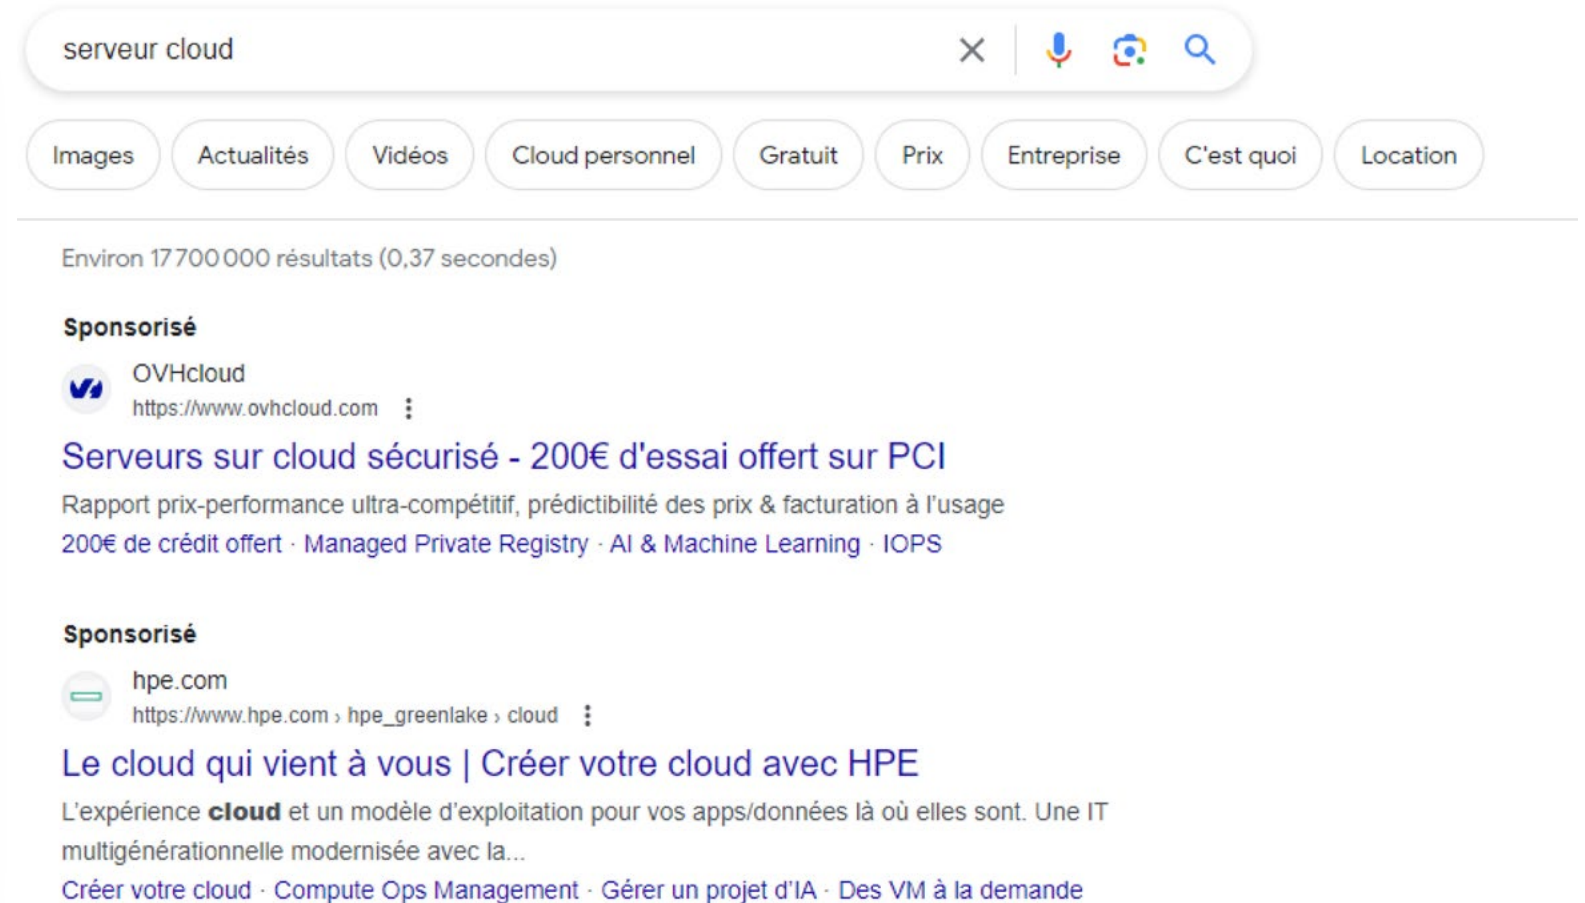 serveur cloud
Images Actualités Vidéos Cloud personnel Gratuit Prix Entreprise C'est quoi Location
Environ 17 700 000 résultats (0,37 secondes)
Sponsorisé
OVHcloud
https://www.ovhcloud.com
Serveurs sur cloud sécurisé - 200€ d'essai offert sur PCI
Rapport prix-performance ultra-compétitif, prédictibilité des prix & facturation à l’usage
200€ de crédit offert · Managed Private Registry · AI & Machine Learning · IOPS
Sponsorisé
hpe.com
https://www.hpe.com › hpe_greenlake › cloud
Le cloud qui vient à vous | Créer votre cloud avec HPE
L’expérience cloud et un modèle d’exploitation pour vos apps/données là où elles sont. Une IT
multigénérationnelle modernisée avec la...
Créer votre cloud · Compute Ops Management · Gérer un projet d’IA · Des VM à la demande